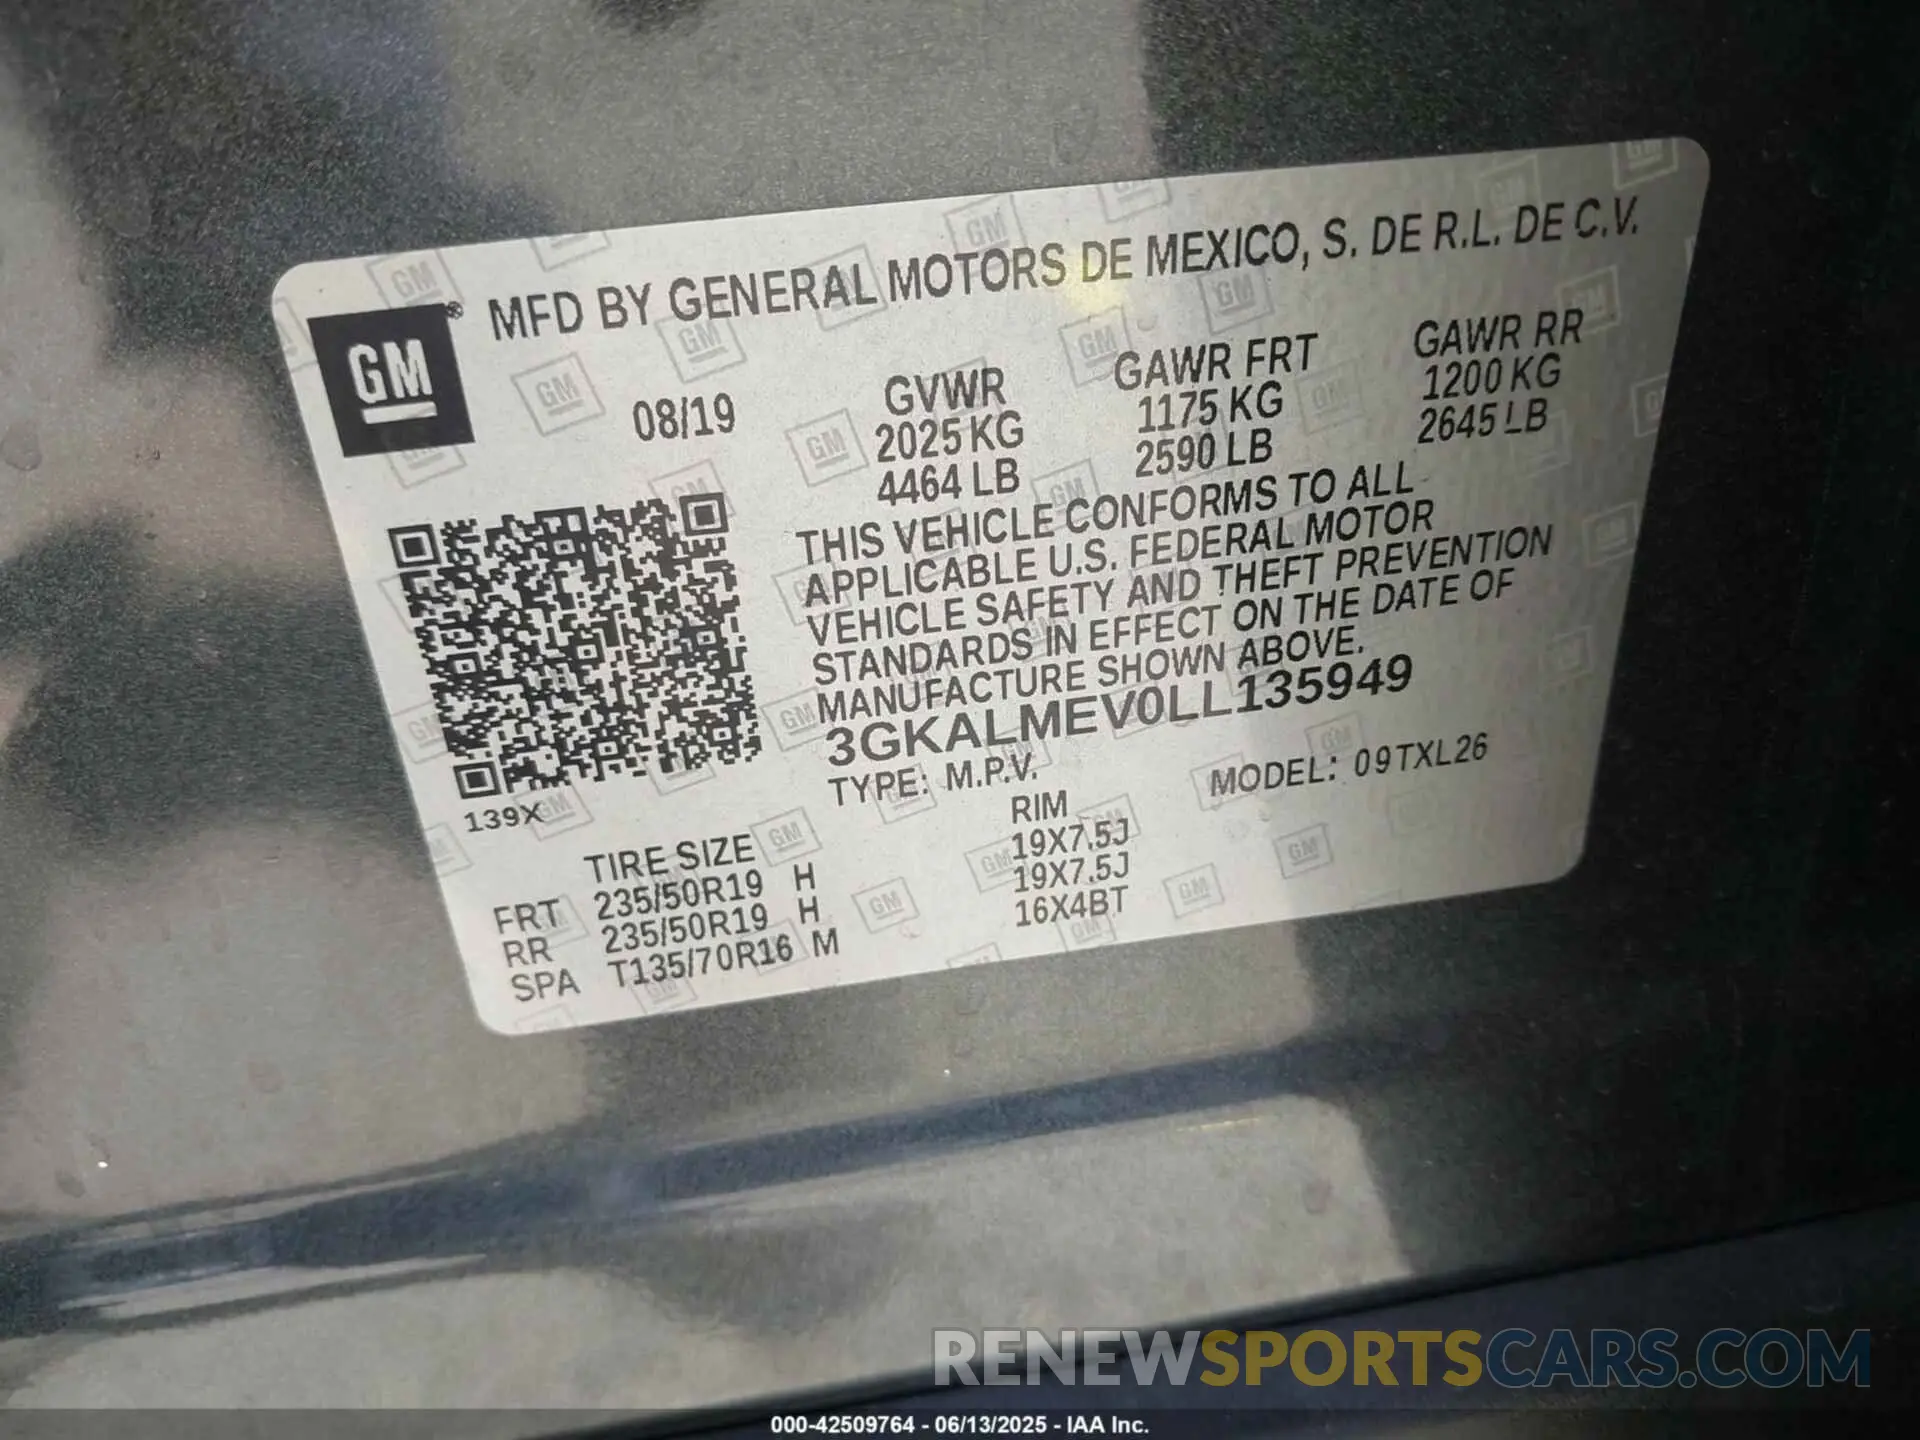 MFD BY GENERAL MOTORS DE MEXICO, S. DE R.L. DE C.V.
GM®
08/19
GVWR GAWR FRT GAWR RR
2025 KG 1175 KG 1200 KG
4464 LB 2590 LB 2645 LB
THIS VEHICLE CONFORMS TO ALL
APPLICABLE U.S. FEDERAL MOTOR
VEHICLE SAFETY AND THEFT PREVENTION
STANDARDS IN EFFECT ON THE DATE OF
MANUFACTURE SHOWN ABOVE.
3GKALMEV0LL135949
TYPE: M.P.V. MODEL: 09TXL26
139X
TIRE SIZE RIM
FRT 235/50R19 H 19X7.5J
RR 235/50R19 H 19X7.5J
SPA T135/70R16 M 16X4BT
RENEWSPORTSCARS.COM
000-42509764 - 06/13/2025 - IAA Inc.